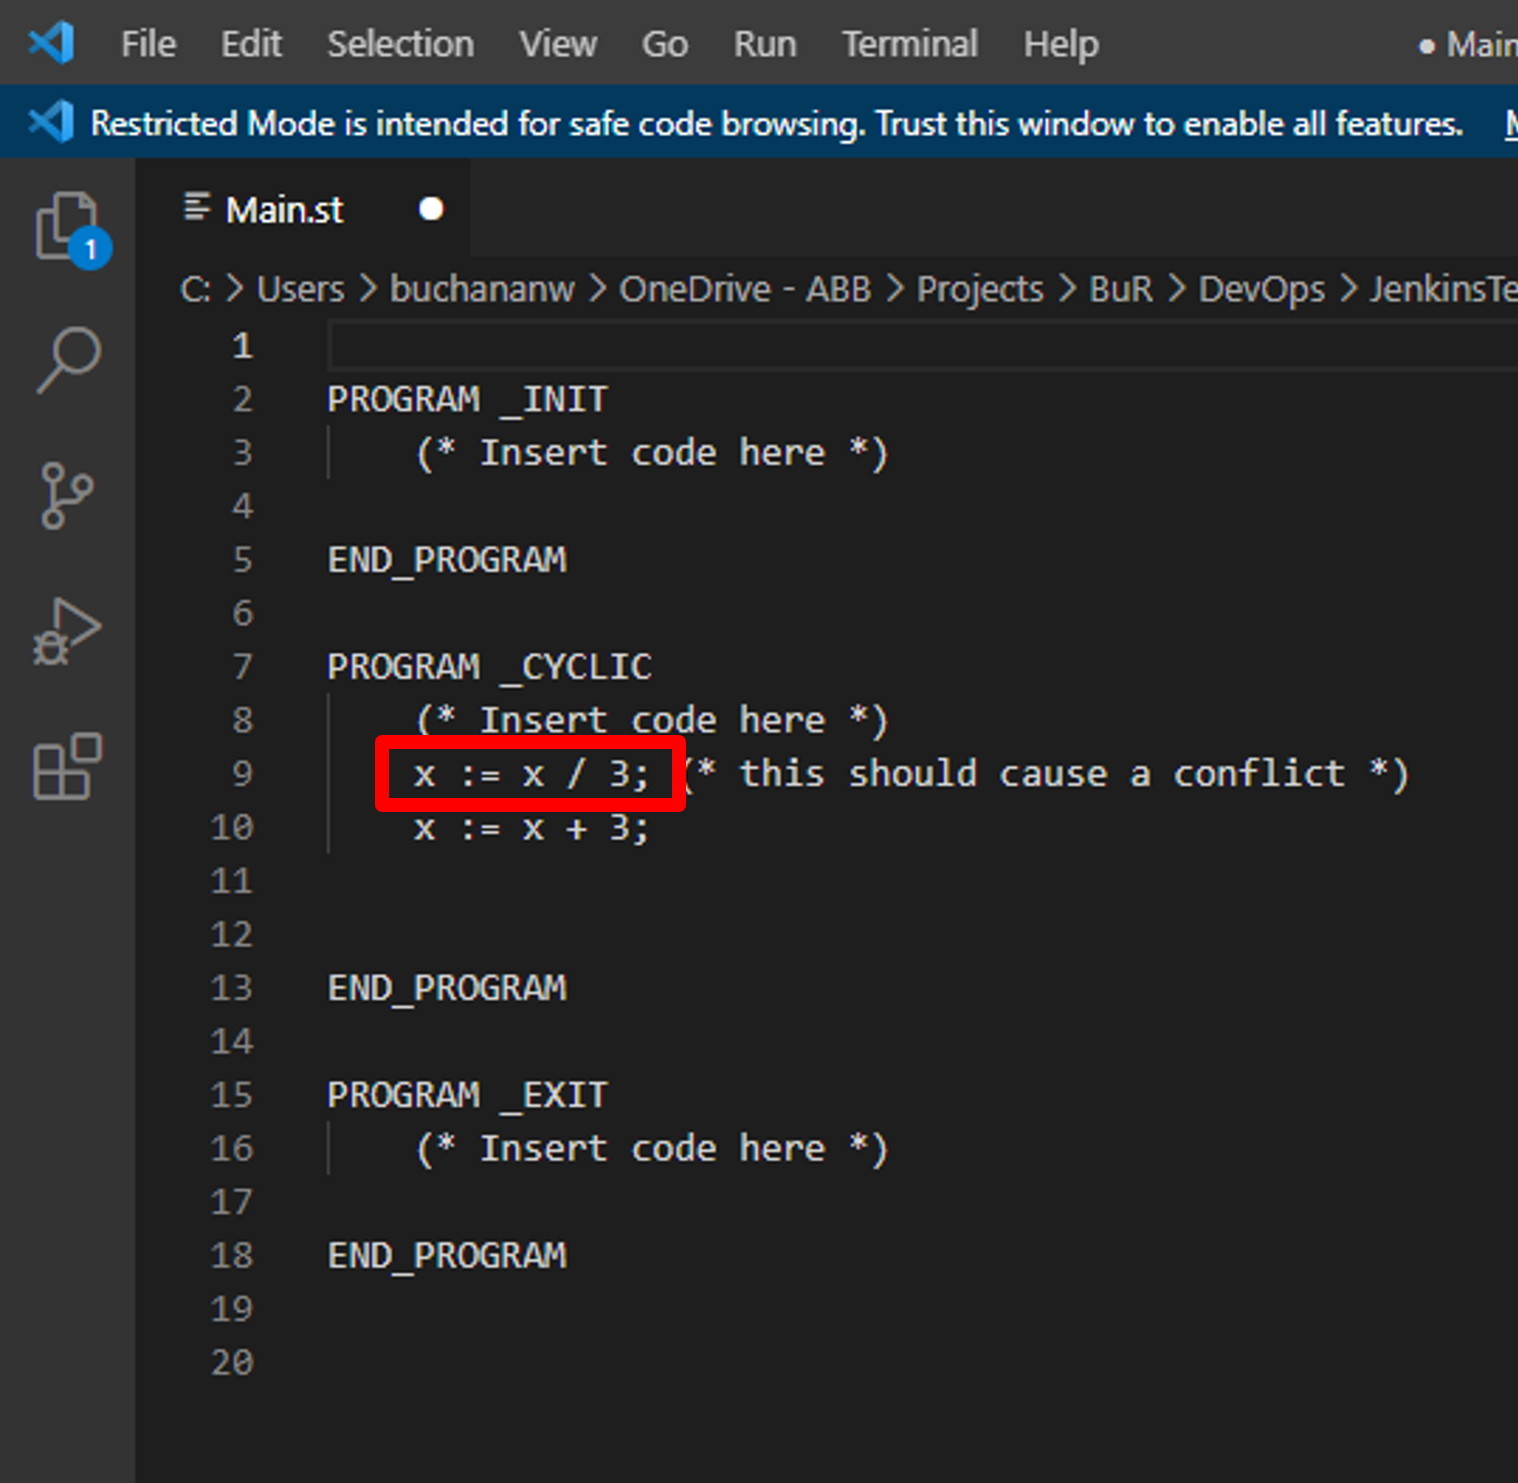 File Edit Selection View Go Run Terminal Help ● Main
Restricted Mode is intended for safe code browsing. Trust this window to enable all features.
Main.st
C: > Users > buchananw > OneDrive - ABB > Projects > BuR > DevOps > JenkinsTe
1
1
2 PROGRAM _INIT
3 (* Insert code here *)
4
5 END_PROGRAM
6
7 PROGRAM _CYCLIC
8 (* Insert code here *)
9 x := x / 3; (* this should cause a conflict *)
10 x := x + 3;
11
12
13 END_PROGRAM
14
15 PROGRAM _EXIT
16 (* Insert code here *)
17
18 END_PROGRAM
19
20